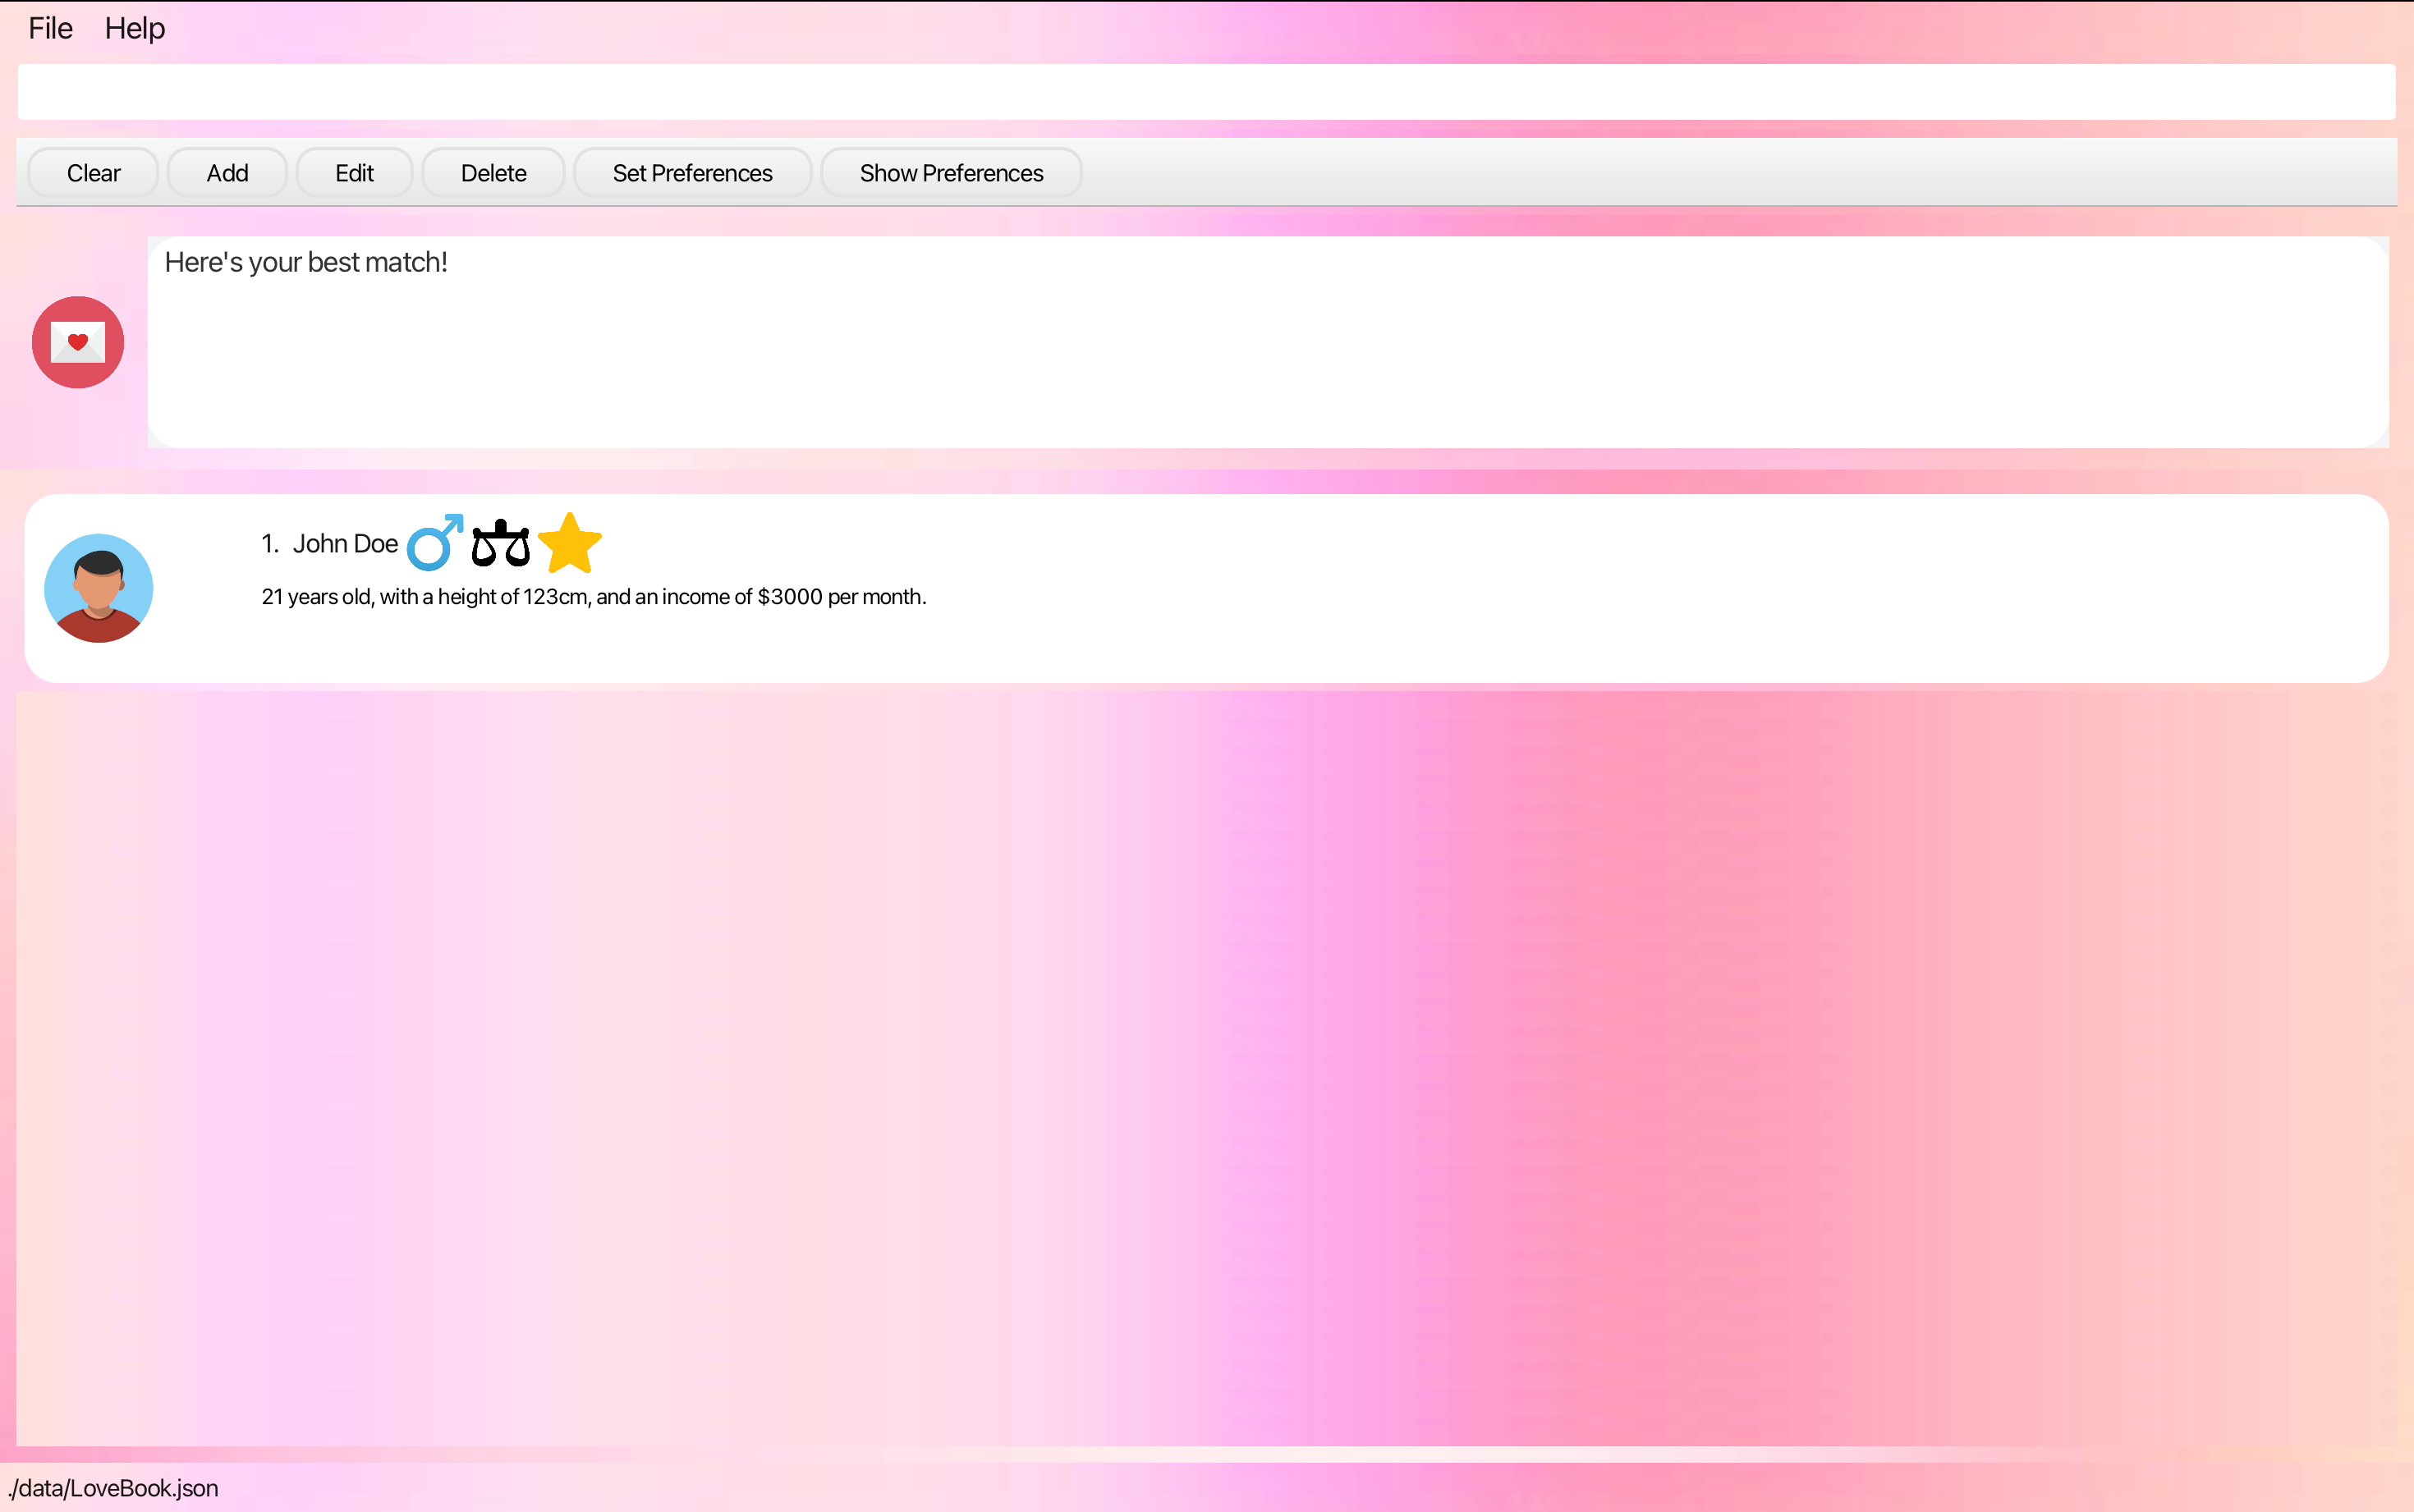 File Help
Clear Add Edit Delete Set Preferences Show Preferences
Here's your best match!
1. John Doe
21 years old, with a height of 123cm, and an income of $3000 per month.
./data/LoveBook.json